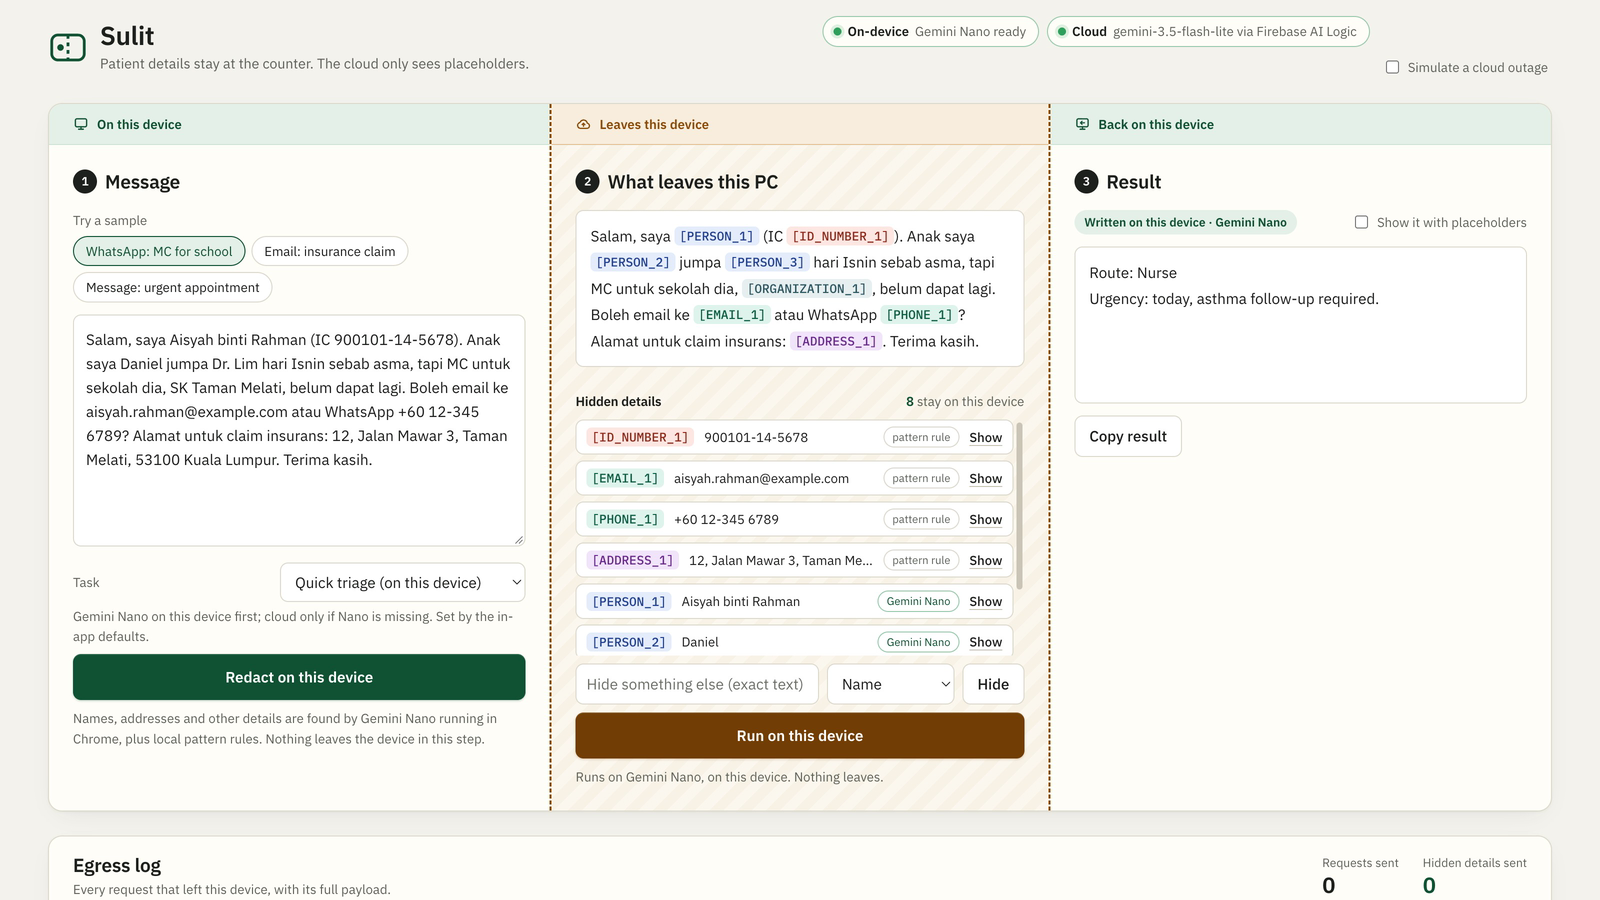 Sulit
Patient details stay at the counter. The cloud only sees placeholders.
On-device Gemini Nano ready
Cloud gemini-3.5-flash-lite via Firebase AI Logic
Simulate a cloud outage
On this device
1 Message
Try a sample
WhatsApp: MC for school
Email: insurance claim
Message: urgent appointment
Salam, saya Aisyah binti Rahman (IC 900101-14-5678). Anak
saya Daniel jumpa Dr. Lim hari Isnin sebab asma, tapi MC untuk
sekolah dia, SK Taman Melati, belum dapat lagi. Boleh email ke
aisyah.rahman@example.com atau WhatsApp +60 12-345
6789? Alamat untuk claim insurans: 12, Jalan Mawar 3, Taman
Melati, 53100 Kuala Lumpur. Terima kasih.
Task
Quick triage (on this device)
Gemini Nano on this device first; cloud only if Nano is missing. Set by the in-
app defaults.
Redact on this device
Names, addresses and other details are found by Gemini Nano running in
Chrome, plus local pattern rules. Nothing leaves the device in this step.
Leaves this device
2 What leaves this PC
Salam, saya [PERSON_1] (IC [ID_NUMBER_1]). Anak saya
[PERSON_2] jumpa [PERSON_3] hari Isnin sebab asma, tapi
MC untuk sekolah dia, [ORGANIZATION_1], belum dapat lagi.
Boleh email ke [EMAIL_1] atau WhatsApp [PHONE_1]?
Alamat untuk claim insurans: [ADDRESS_1]. Terima kasih.
Hidden details
8 stay on this device
[ID_NUMBER_1] 900101-14-5678 pattern rule Show
[EMAIL_1] aisyah.rahman@example.com pattern rule Show
[PHONE_1] +60 12-345 6789 pattern rule Show
[ADDRESS_1] 12, Jalan Mawar 3, Taman Me... pattern rule Show
[PERSON_1] Aisyah binti Rahman Gemini Nano Show
[PERSON_2] Daniel Gemini Nano Show
Hide something else (exact text)
Name
Hide
Run on this device
Runs on Gemini Nano, on this device. Nothing leaves.
Back on this device
3 Result
Written on this device · Gemini Nano
Show it with placeholders
Route: Nurse
Urgency: today, asthma follow-up required.
Copy result
Egress log
Every request that left this device, with its full payload.
Requests sent
0
Hidden details sent
0